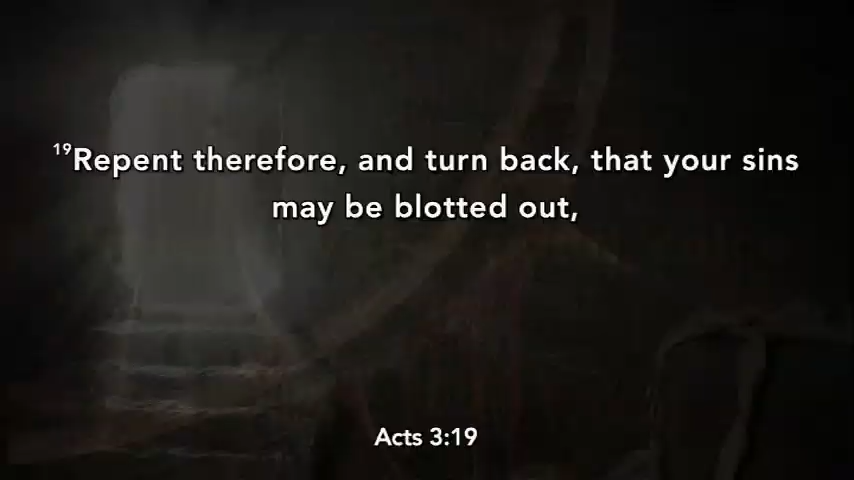 ¹⁹Repent therefore, and turn back, that your sins
may be blotted out,
Acts 3:19